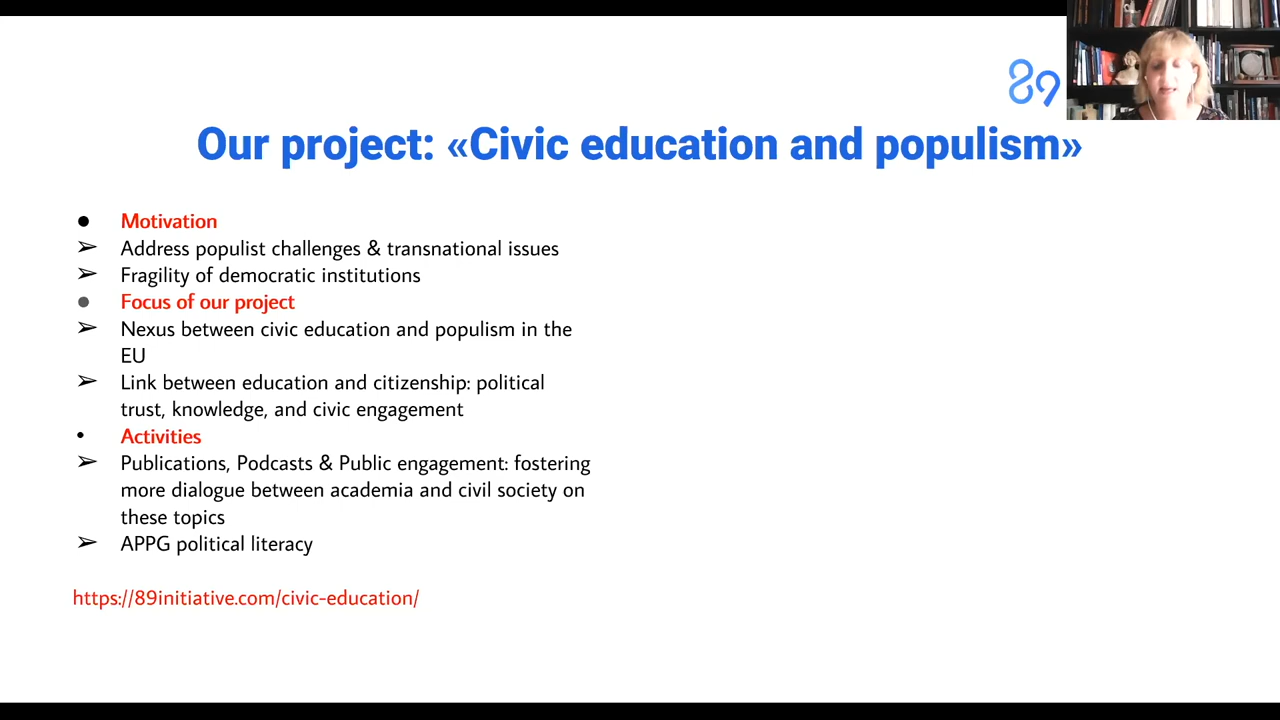 89
Our project: «Civic education and populism»
● Motivation
➢ Address populist challenges & transnational issues
➢ Fragility of democratic institutions
● Focus of our project
➢ Nexus between civic education and populism in the
EU
➢ Link between education and citizenship: political
trust, knowledge, and civic engagement
• Activities
➢ Publications, Podcasts & Public engagement: fostering
more dialogue between academia and civil society on
these topics
➢ APPG political literacy
https://89initiative.com/civic-education/